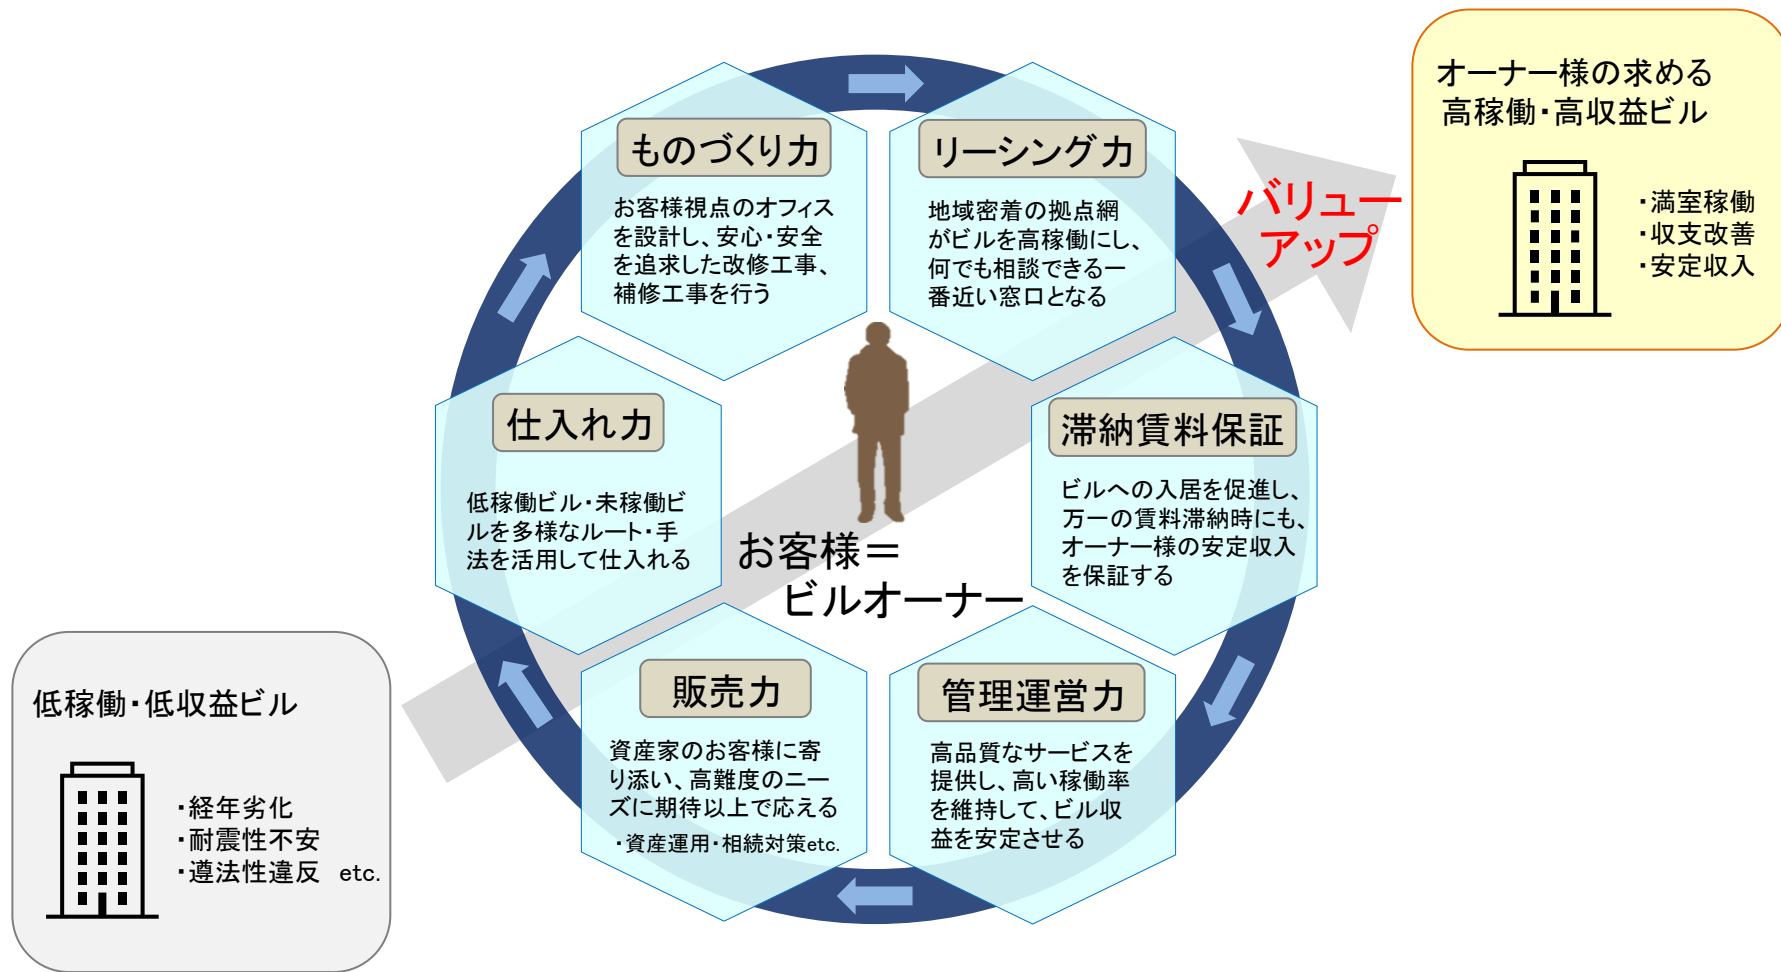 オーナー様の求める
高稼働・高収益ビル
・満室稼働
・収支改善
・安定収入
バリュー
アップ
ものづくり力
お客様視点のオフィス
を設計し、安心・安全
を追求した改修工事、
補修工事を行う
リーシング力
地域密着の拠点網
がビルを高稼働にし、
何でも相談できる一
番近い窓口となる
仕入れ力
低稼働ビル・未稼働ビ
ルを多様なルート・手
法を活用して仕入れる
滞納賃料保証
ビルへの入居を促進し、
万一の賃料滞納時にも、
オーナー様の安定収入
を保証する
お客様＝
ビルオーナー
販売力
資産家のお客様に寄
り添い、高難度のニー
ズに期待以上で応える
・資産運用・相続対策etc.
管理運営力
高品質なサービスを
提供し、高い稼働率
を維持して、ビル収
益を安定させる
低稼働・低収益ビル
・経年劣化
・耐震性不安
・遵法性違反　etc.